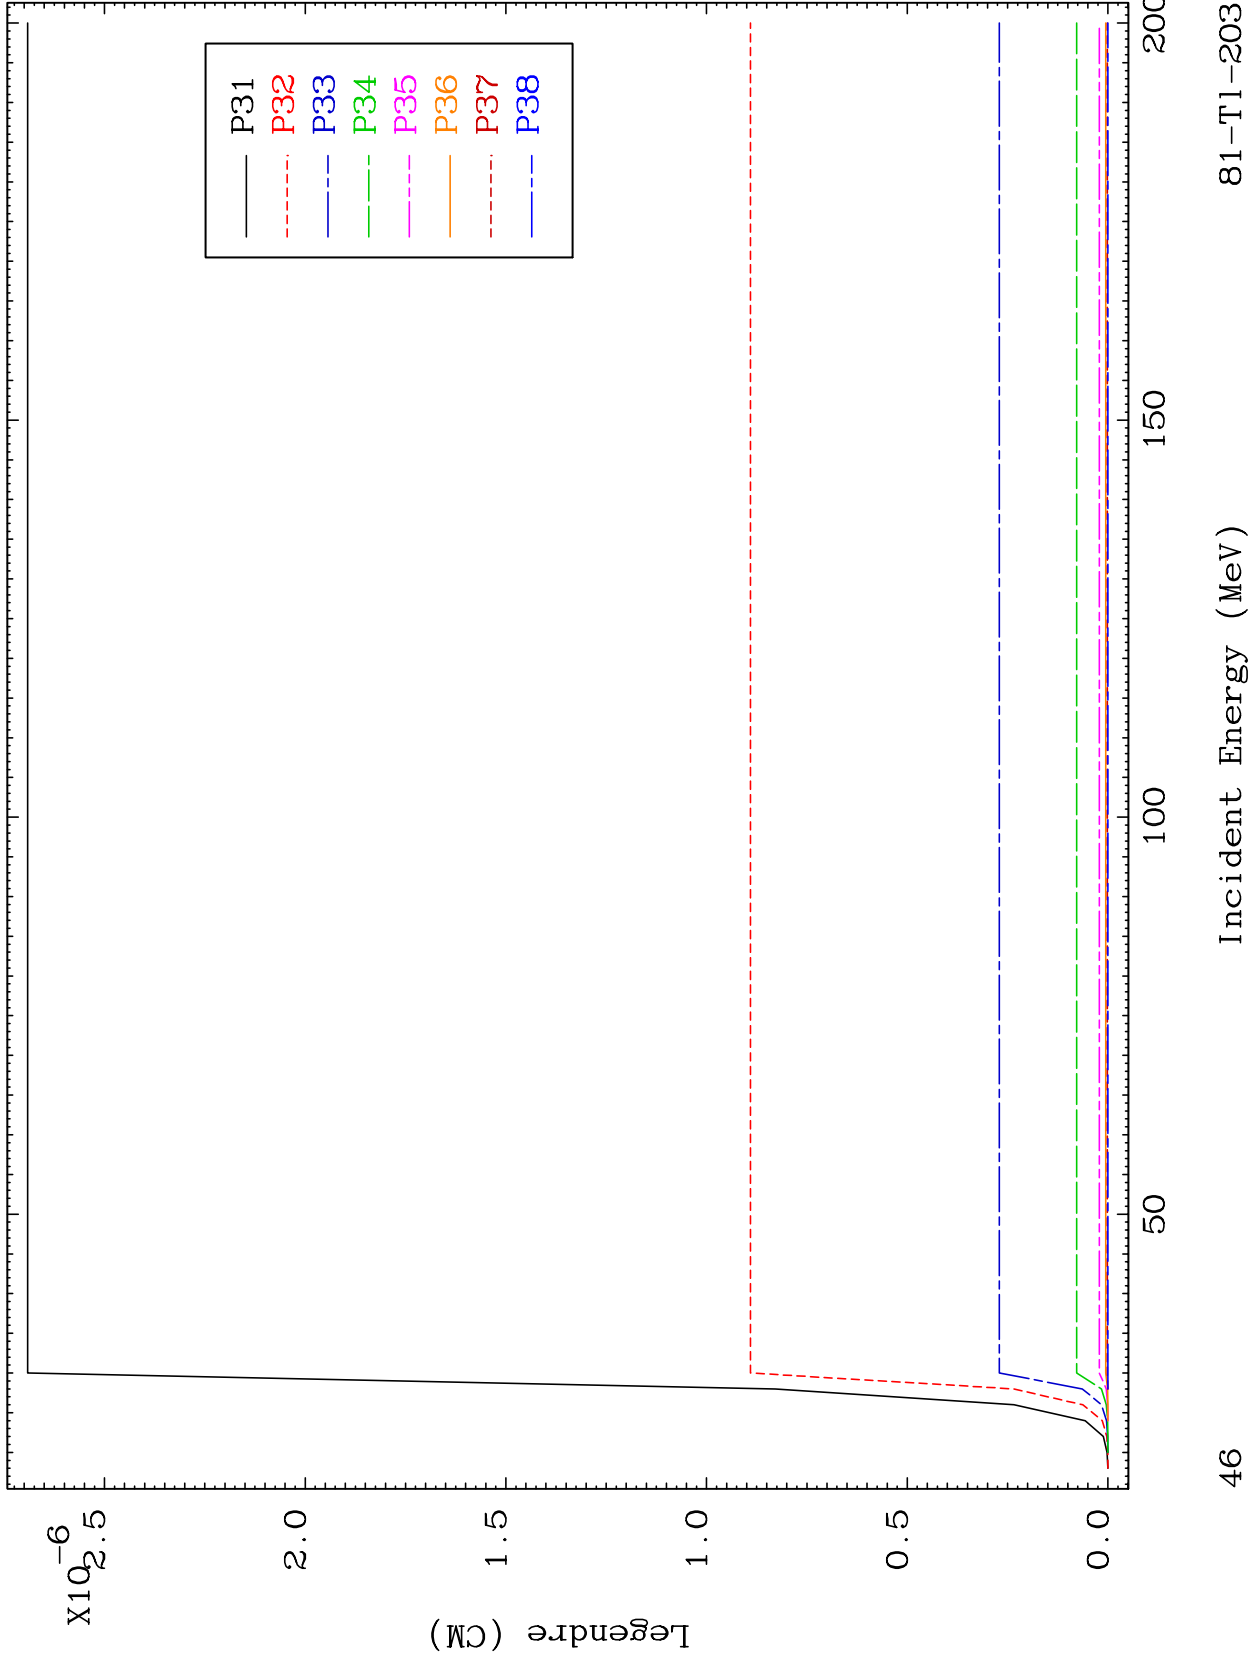 X10-6
2.5
2.0
1.5
1.0
0.5
0.0
Legendre (CM)
P31
P32
P33
P34
P35
P36
P37
P38
50
100
150
200
46
Incident Energy (MeV)
81-Tl-203